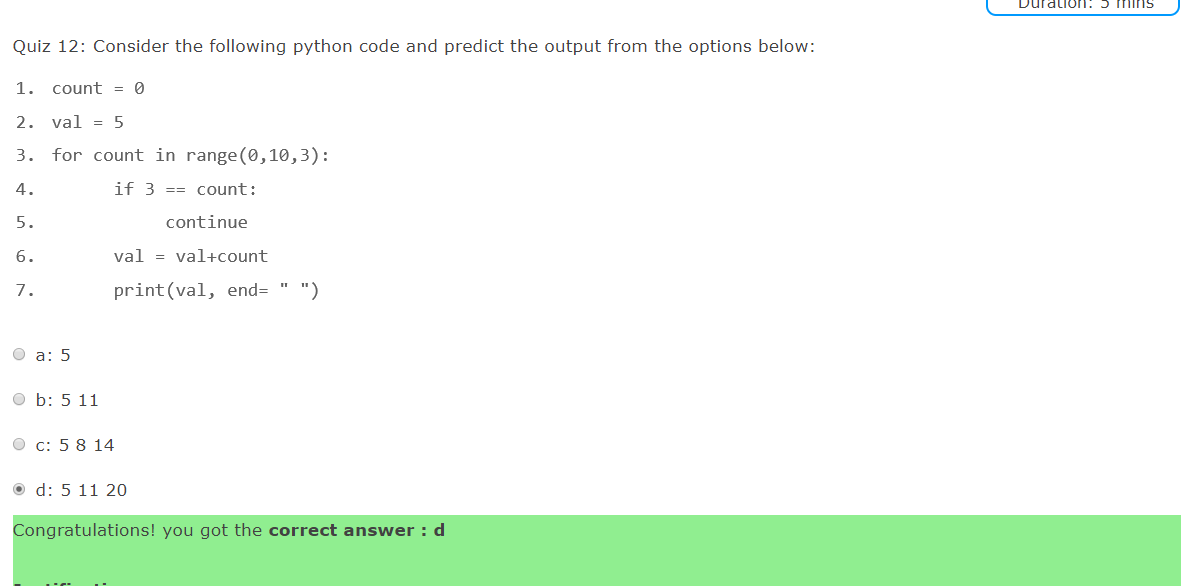 Duration: 5 mins
Quiz 12: Consider the following python code and predict the output from the options below:
1. count = 0
2. val = 5
3. for count in range(0,10,3):
4. if 3 == count:
5. continue
6. val = val+count
7. print(val, end= " ")
a: 5
b: 5 11
c: 5 8 14
d: 5 11 20
Congratulations! you got the correct answer : d